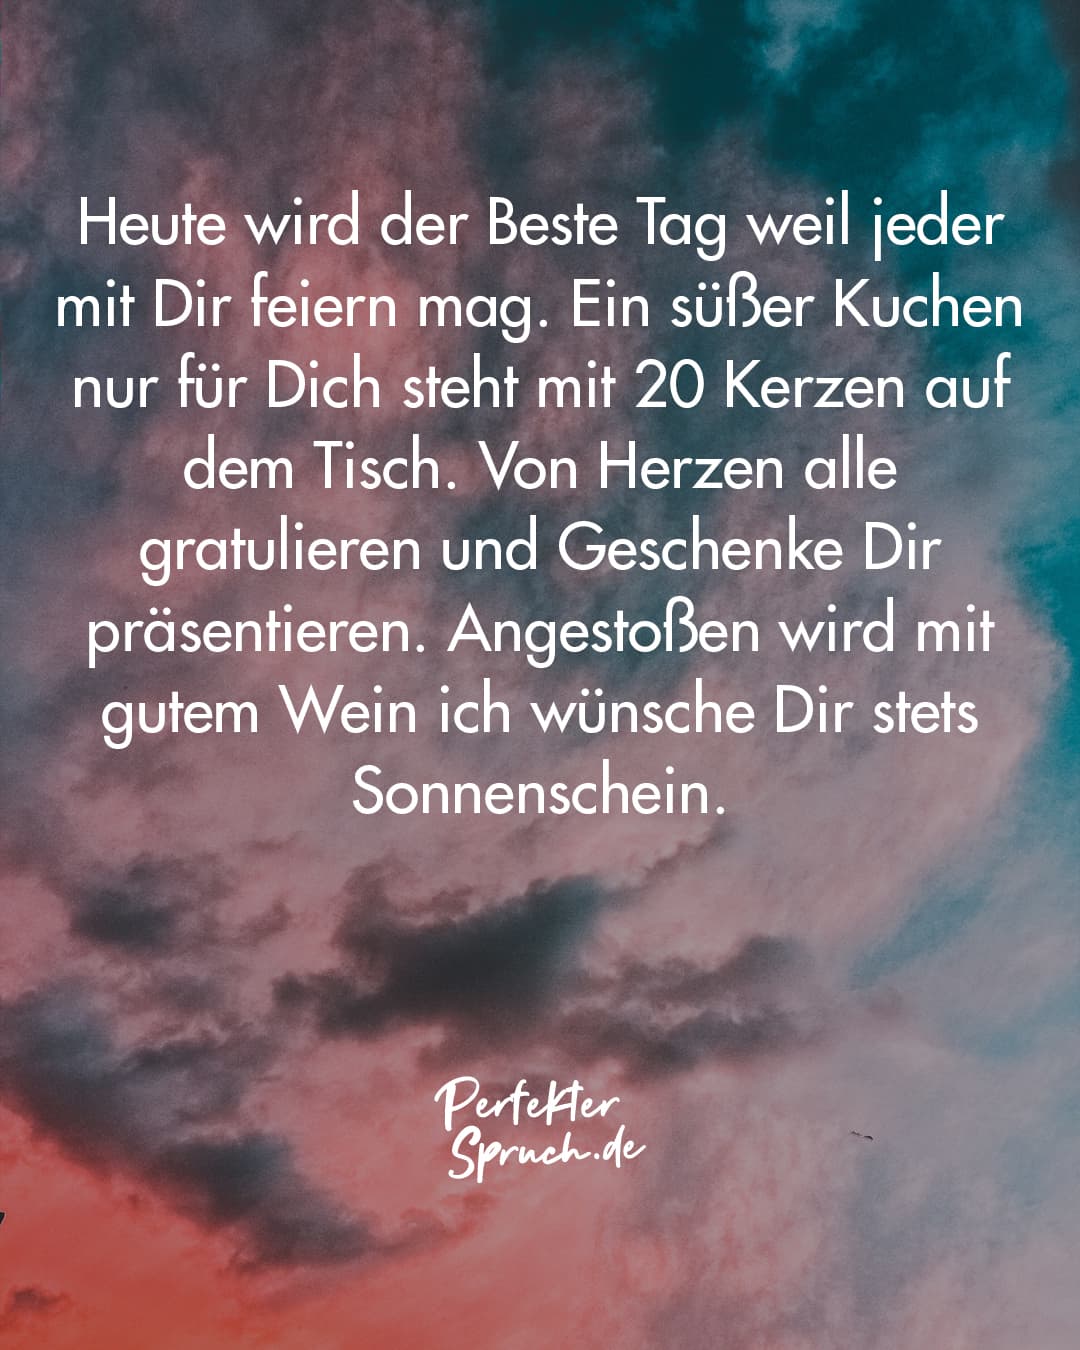 Heute wird der Beste Tag weil jeder
mit Dir feiern mag. Ein süßer Kuchen
nur für Dich steht mit 20 Kerzen auf
dem Tisch. Von Herzen alle
gratulieren und Geschenke Dir
präsentieren. Angestoßen wird mit
gutem Wein ich wünsche Dir stets
Sonnenschein.
Perfekter
Spruch.de